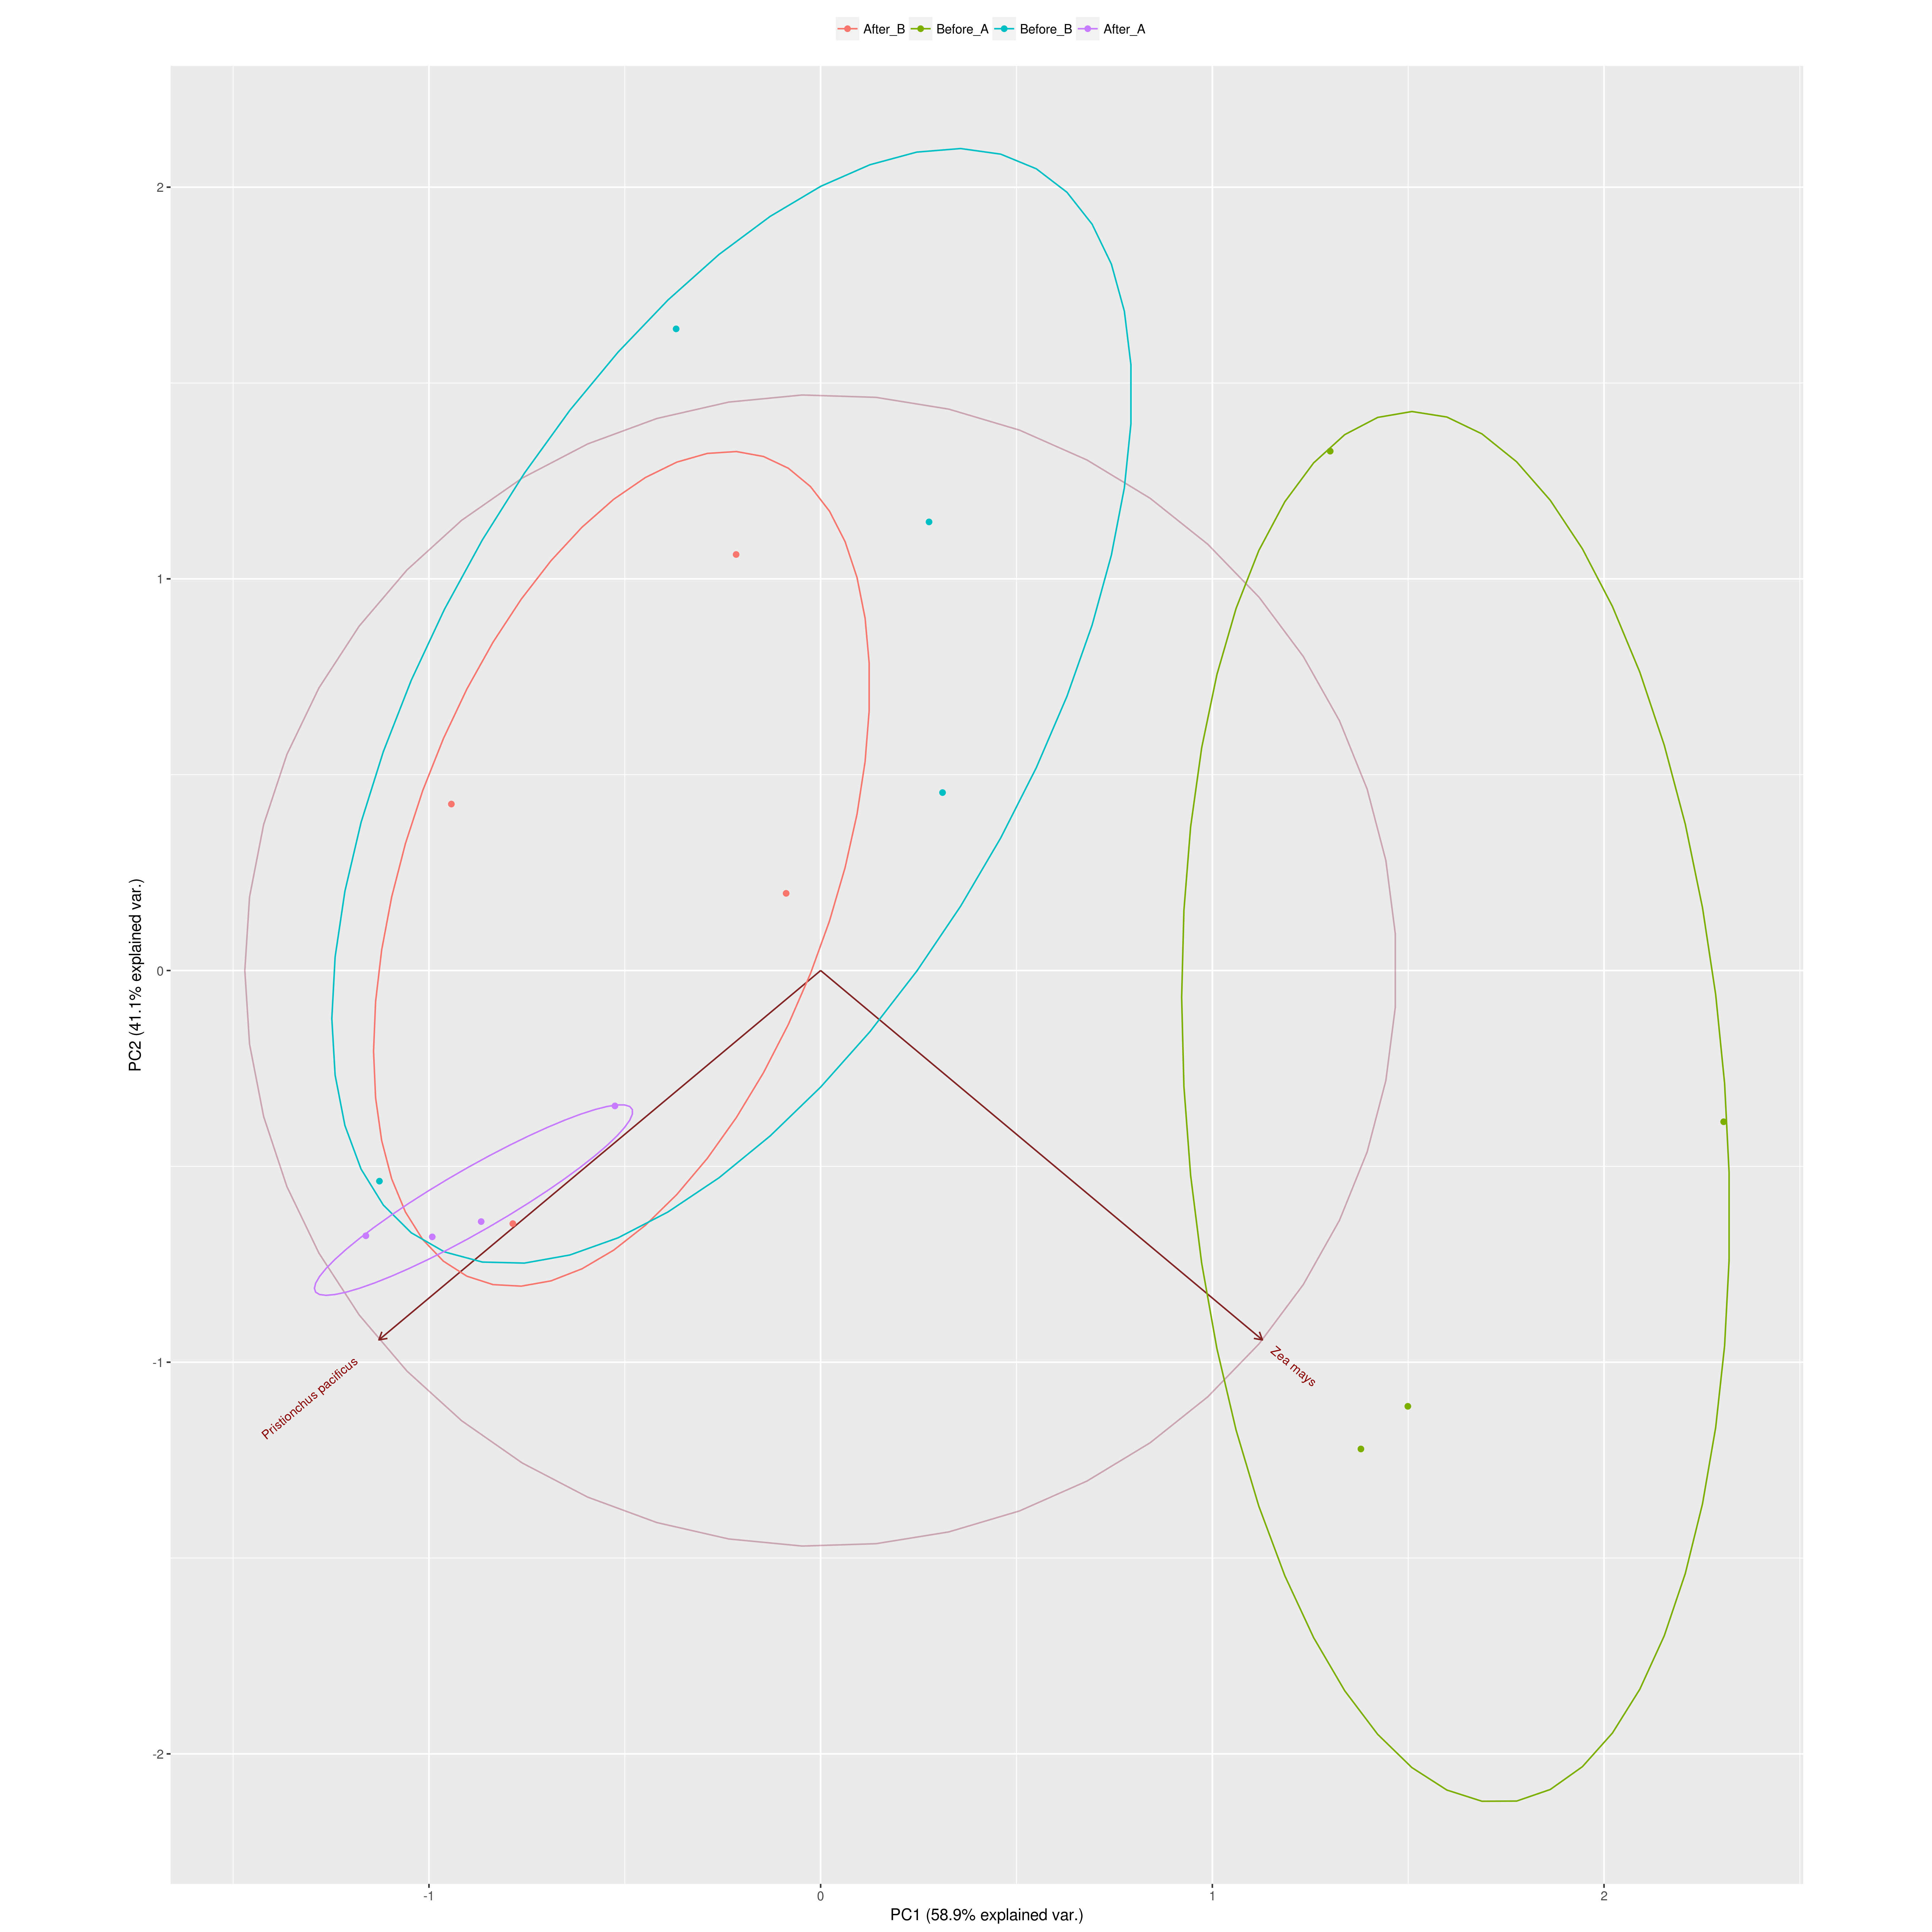 After_B Before_A Before_B After_A
2
1
0
-1
-2
PC2 (41.1% explained var.)
Pristionchus pacificus
Zea mays
-1 0 1 2
PC1 (58.9% explained var.)